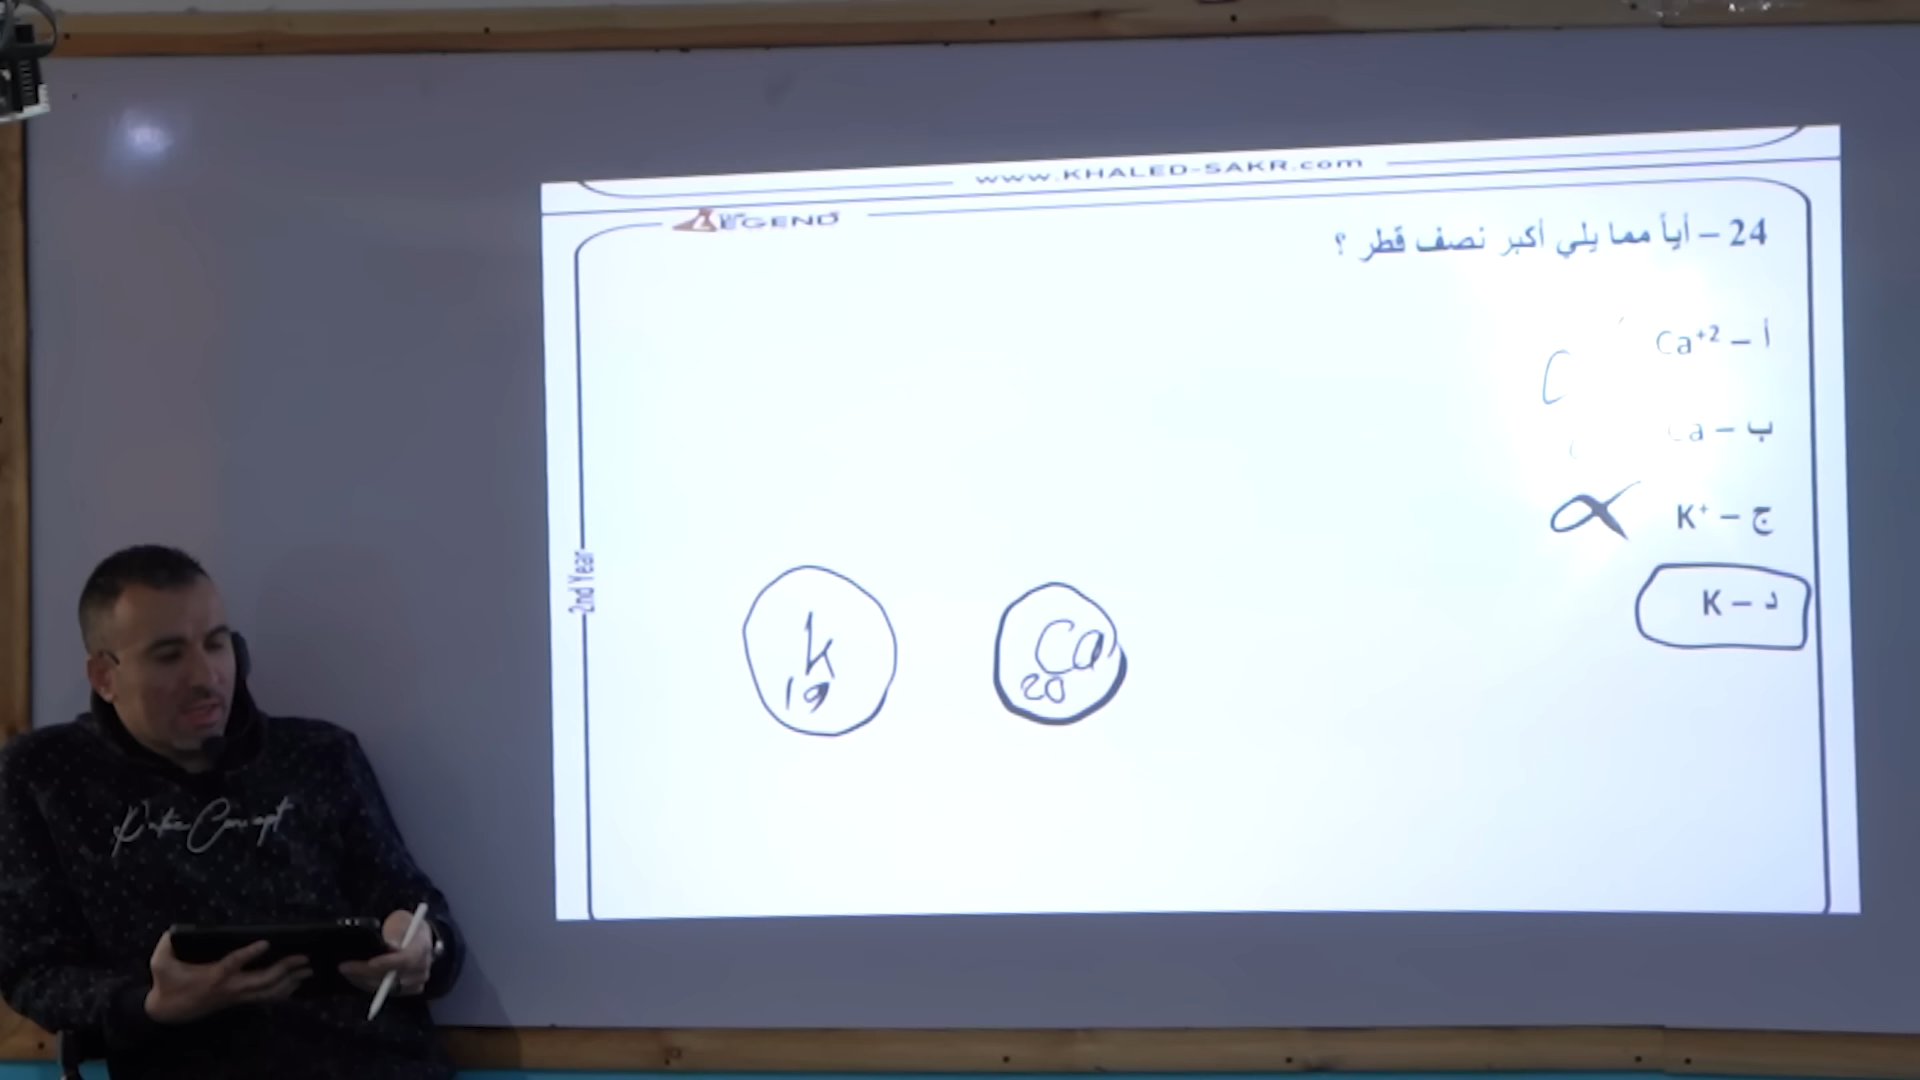 www.KHALED-SAKR.com
LEGEND
24 – أياً مما يلي أكبر نصف قطر ؟
أ – Ca⁺²
ب – Ca
ج – K⁺
د – K
2nd Year
K
19
Ca
20